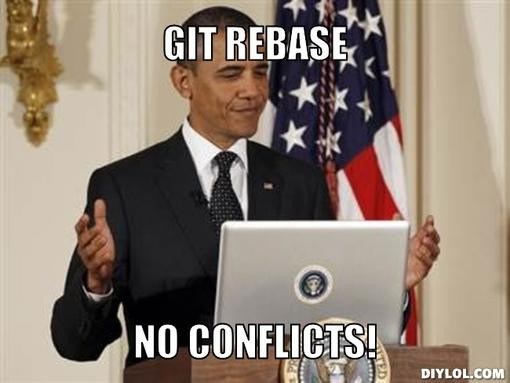 GIT REBASE
NO CONFLICTS!
DIYLOL.COM